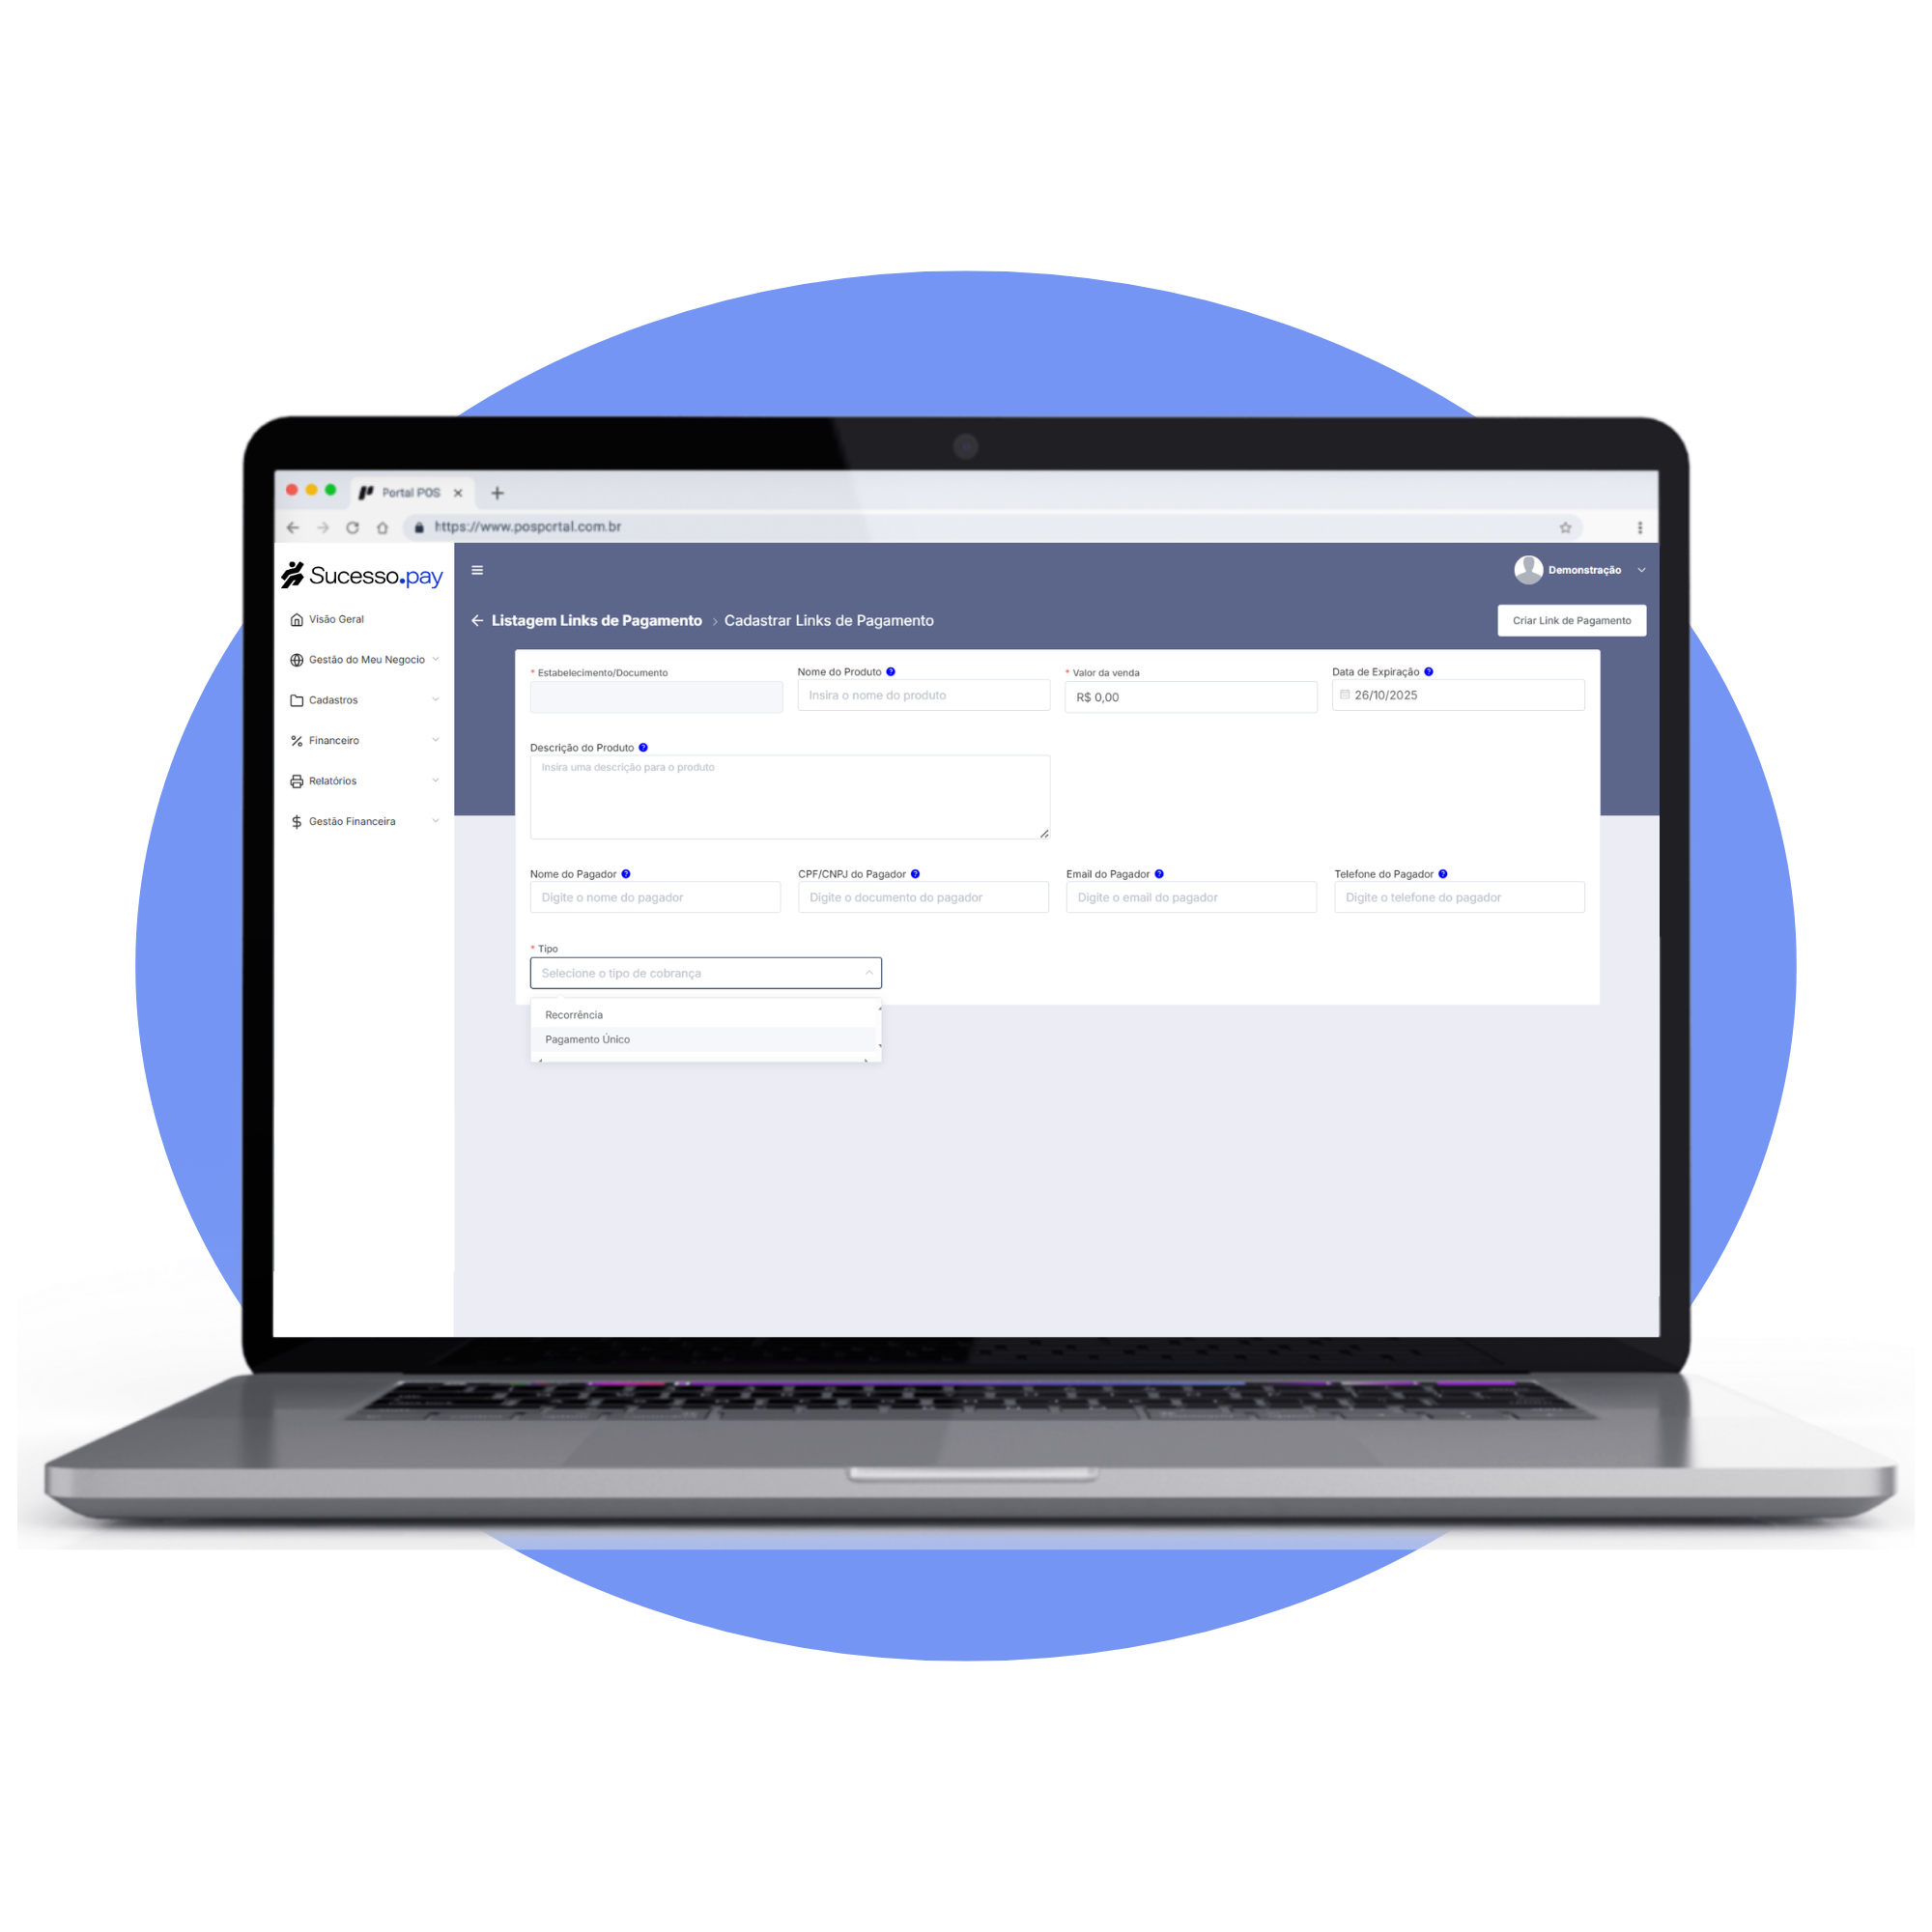 Portal POS
https://www.posportal.com.br
Sucesso.pay
Demonstração
Listagem Links de Pagamento > Cadastrar Links de Pagamento
Criar Link de Pagamento
Visão Geral
Gestão do Meu Negocio
Cadastros
Financeiro
Relatórios
Gestão Financeira
* Estabelecimento/Documento
Nome do Produto ?
* Valor da venda
Data de Expiração ?
Insira o nome do produto
R$ 0,00
26/10/2025
Descrição do Produto ?
Insira uma descrição para o produto
Nome do Pagador ?
CPF/CNPJ do Pagador ?
Email do Pagador ?
Telefone do Pagador ?
Digite o nome do pagador
Digite o documento do pagador
Digite o email do pagador
Digite o telefone do pagador
* Tipo
Selecione o tipo de cobrança
Recorrência
Pagamento Único